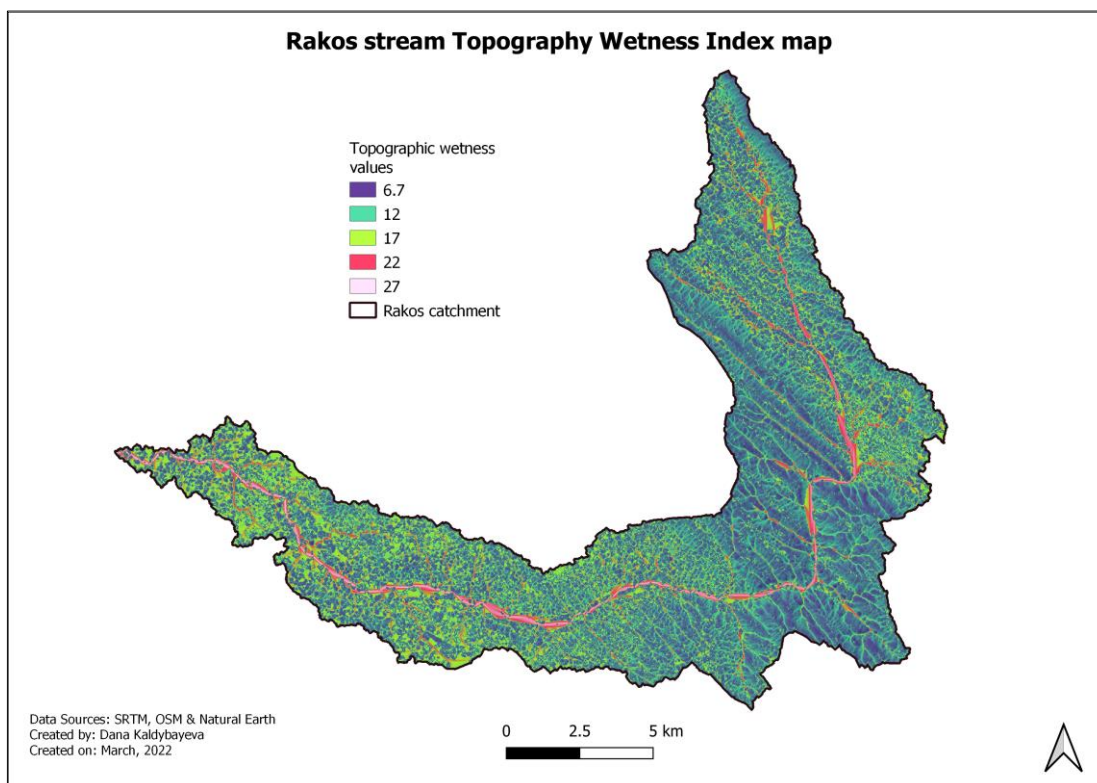 Rakos stream Topography Wetness Index map
Topographic wetness
values
6.7
12
17
22
27
Rakos catchment
Data Sources: SRTM, OSM & Natural Earth
Created by: Dana Kaldybayeva
Created on: March, 2022
0 2.5 5 km